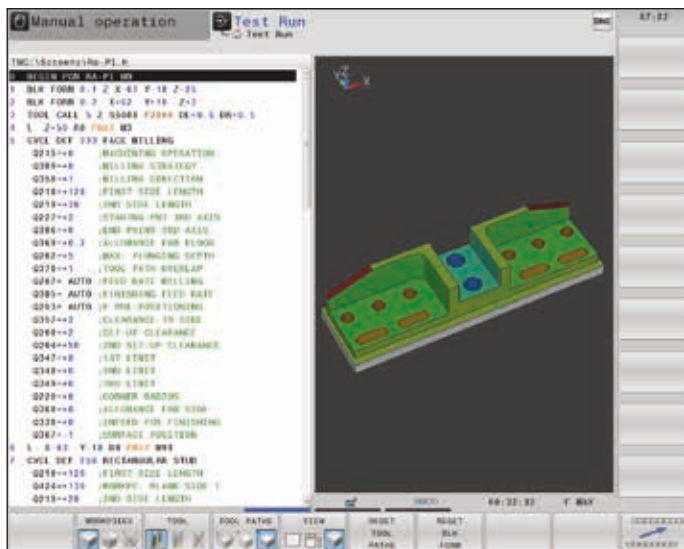 Manual operation
Test Run
Test Run
DNC
TNC:\Screens\Ra-P1.H
0 BEGIN PGM RA-P1 MM
1 BLK FORM 0.1 Z X-63 Y-18 Z-25
2 BLK FORM 0.2 X+62 Y+18 Z+2
3 TOOL CALL 5 Z S5000 F2000 DL+0.5 DR+0.5
4 L Z+50 R0 FMAX M3
5 CYCL DEF 233 FACE MILLING
Q215=+0 ;MACHINING OPERATION
Q389=+0 ;MILLING STRATEGY
Q350=+1 ;MILLING DIRECTION
Q218=+120 ;FIRST SIDE LENGTH
Q219=+30 ;2ND SIDE LENGTH
Q227=+2 ;STARTNG PNT 3RD AXIS
Q386=+0 ;END POINT 3RD AXIS
Q369=+0.2 ;ALLOWANCE FOR FLOOR
Q202=+5 ;MAX. PLUNGING DEPTH
Q370=+1 ;TOOL PATH OVERLAP
Q207= AUTO ;FEED RATE MILLING
Q385= AUTO ;FINISHING FEED RATE
Q253= AUTO ;F PRE-POSITIONING
Q357=+2 ;CLEARANCE TO SIDE
Q200=+2 ;SET-UP CLEARANCE
Q204=+50 ;2ND SET-UP CLEARANCE
Q347=+0 ;1ST LIMIT
Q348=+0 ;2ND LIMIT
Q349=+0 ;3RD LIMIT
Q220=+0 ;CORNER RADIUS
Q368=+0 ;ALLOWANCE FOR SIDE
Q338=+0 ;INFEED FOR FINISHING
Q367=-1 ;SURFACE POSITION
6 L X-63 Y-18 R0 FMAX M99
7 CYCL DEF 256 RECTANGULAR STUD
Q218=+120 ;FIRST SIDE LENGTH
Q424=+120 ;WORKPC. BLANK SIDE 1
Q219=+30 ;2ND SIDE LENGTH
Z
Y
X
00:32:32 F MAX
WORKPIECE
TOOL
TOOL PATHS
VIEW
RESET
TOOL
PATHS
RESET
BLK
FORM